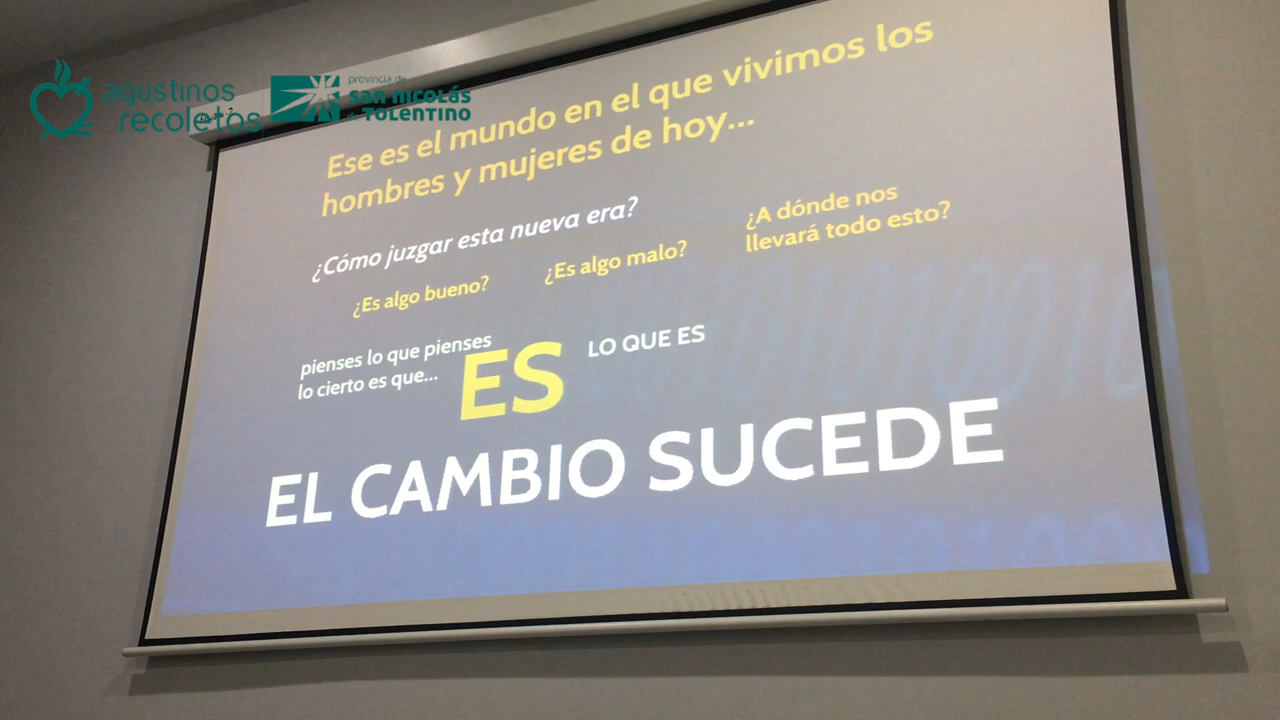 agustinos
recoletos
provincia de
SAN NICOLÁS
DE TOLENTINO
Ese es el mundo en el que vivimos los
hombres y mujeres de hoy...
¿Cómo juzgar esta nueva era?
¿Es algo bueno?
¿Es algo malo?
¿A dónde nos
llevará todo esto?
pienses lo que pienses
lo cierto es que...
ES
LO QUE ES
EL CAMBIO SUCEDE